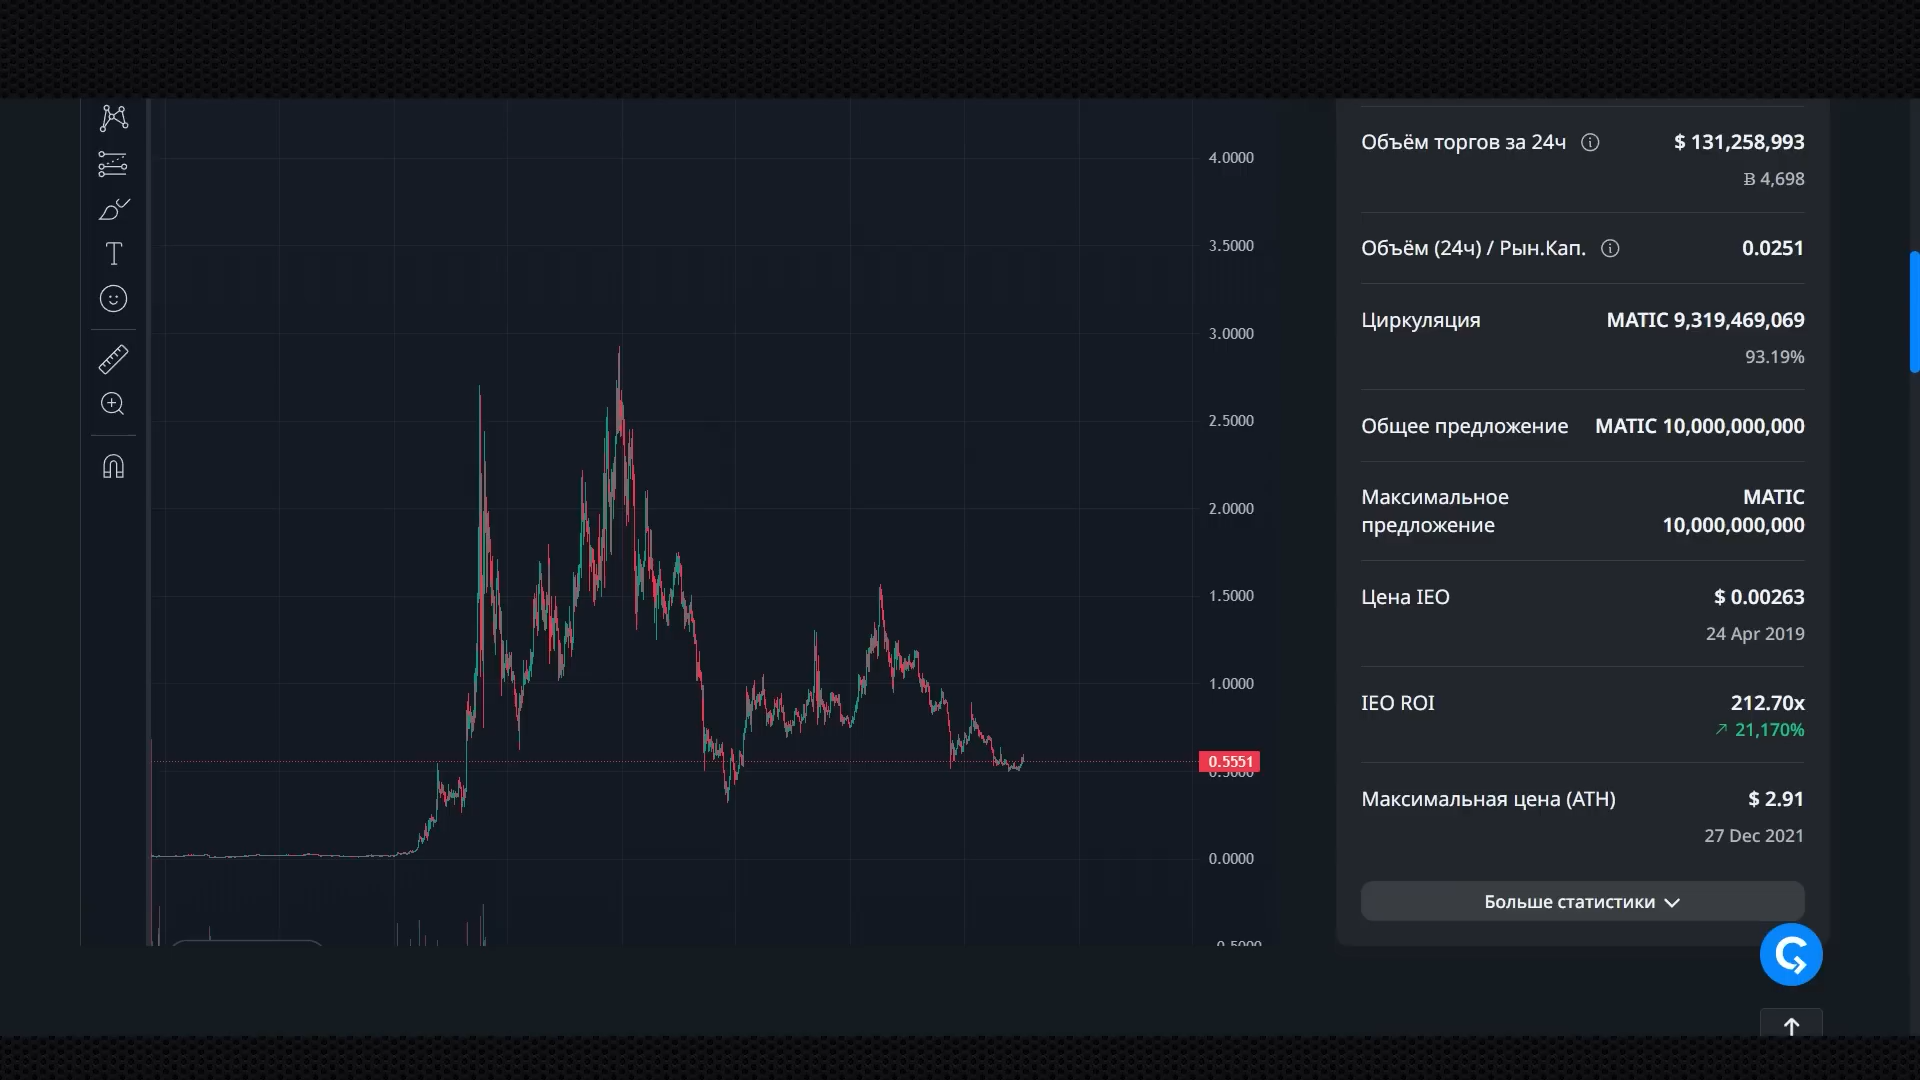 4.0000
3.5000
3.0000
2.5000
2.0000
1.5000
1.0000
0.5551
0.5000
0.0000
Объём торгов за 24ч $ 131,258,993
Ƀ 4,698
Объём (24ч) / Рын.Кап. 0.0251
Циркуляция MATIC 9,319,469,069
93.19%
Общее предложение MATIC 10,000,000,000
Максимальное MATIC
предложение 10,000,000,000
Цена IEO $ 0.00263
24 Apr 2019
IEO ROI 212.70x
↗ 21,170%
Максимальная цена (ATH) $ 2.91
27 Dec 2021
Больше статистики